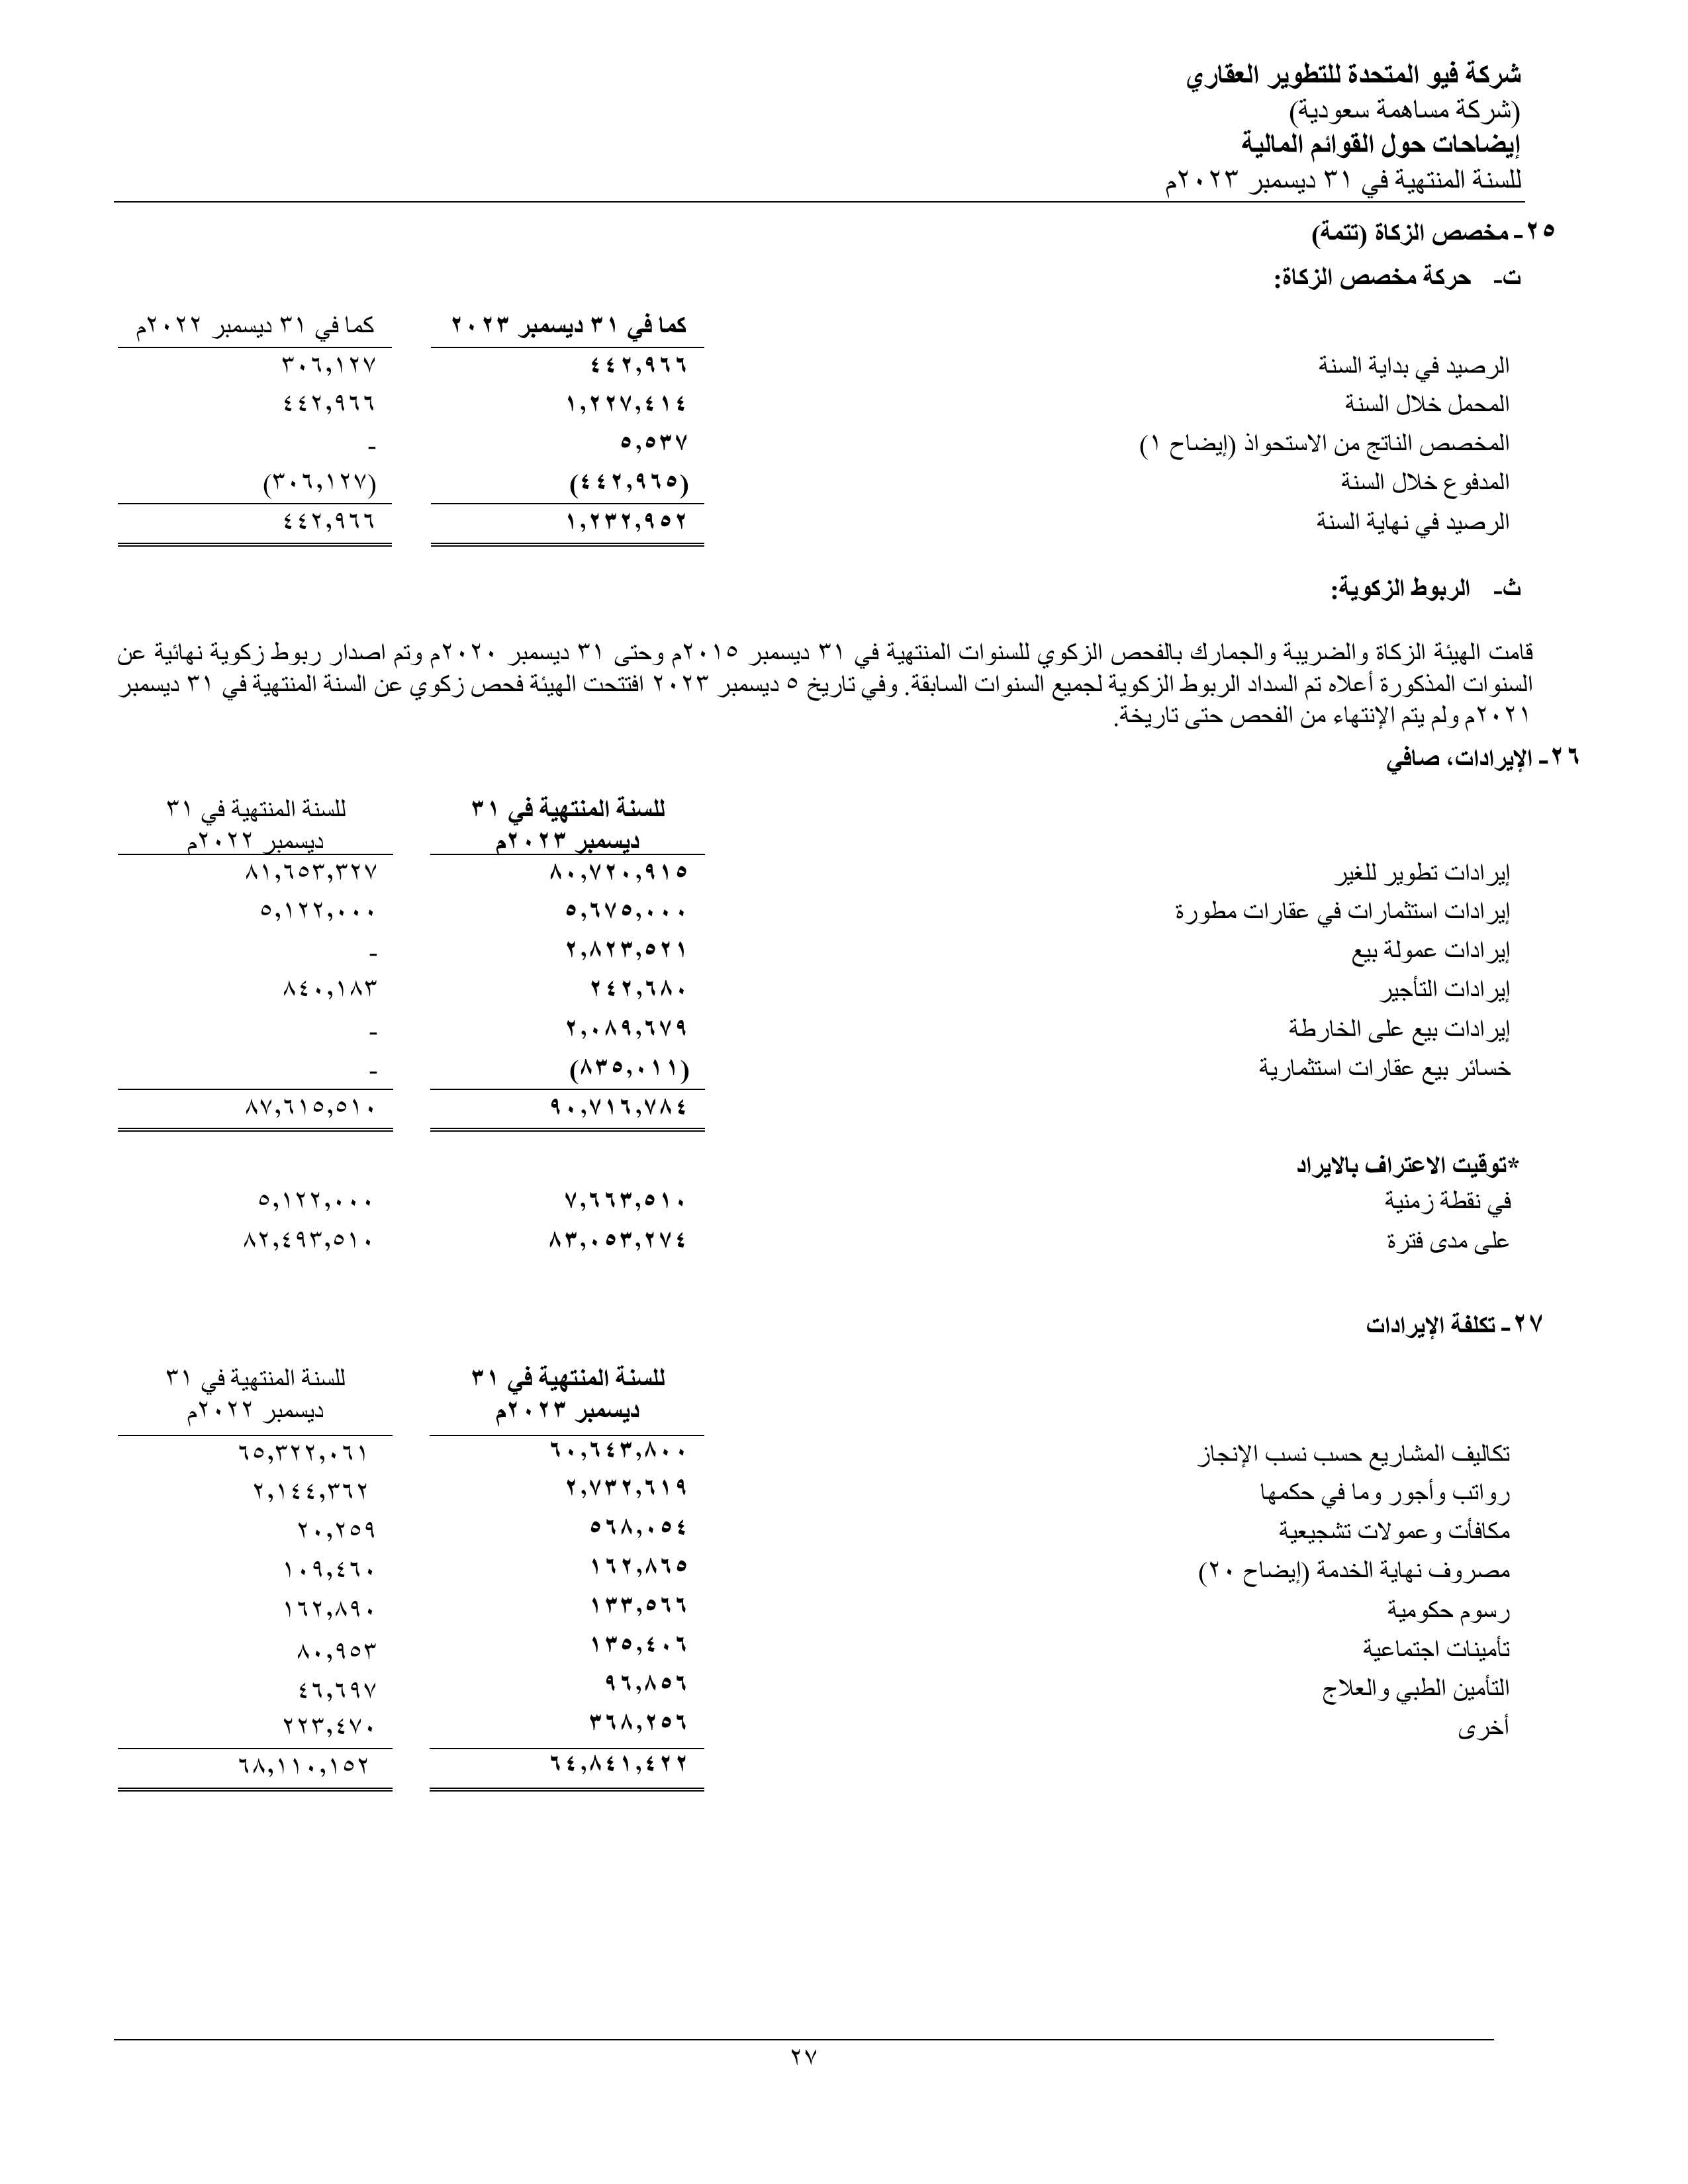 شركة فيو المتحدة للتطوير العقاري
(شركة مساهمة سعودية)
إيضاحات حول القوائم المالية
للسنة المنتهية في ٣١ ديسمبر ٢٠٢٣م
٢٥- مخصص الزكاة (تتمة)
ت- حركة مخصص الزكاة:
كما في ٣١ ديسمبر ٢٠٢٣ كما في ٣١ ديسمبر ٢٠٢٢م
الرصيد في بداية السنة ٤٤٢,٩٦٦ ٣٠٦,١٢٧
المحمل خلال السنة ١,٢٢٧,٤١٤ ٤٤٢,٩٦٦
المخصص الناتج من الاستحواذ (إيضاح ١) ٥,٥٣٧ -
المدفوع خلال السنة (٤٤٢,٩٦٥) (٣٠٦,١٢٧)
الرصيد في نهاية السنة ١,٢٣٢,٩٥٢ ٤٤٢,٩٦٦
ث- الربوط الزكوية:
قامت الهيئة الزكاة والضريبة والجمارك بالفحص الزكوي للسنوات المنتهية في ٣١ ديسمبر ٢٠١٥م وحتى ٣١ ديسمبر ٢٠٢٠م وتم اصدار ربوط زكوية نهائية عن
السنوات المذكورة أعلاه تم السداد الربوط الزكوية لجميع السنوات السابقة. وفي تاريخ ٥ ديسمبر ٢٠٢٣ افتتحت الهيئة فحص زكوي عن السنة المنتهية في ٣١ ديسمبر
٢٠٢١م ولم يتم الإنتهاء من الفحص حتى تاريخة.
٢٦- الإيرادات، صافي
للسنة المنتهية في ٣١ للسنة المنتهية في ٣١
ديسمبر ٢٠٢٣م ديسمبر ٢٠٢٢م
إيرادات تطوير للغير ٨٠,٧٢٠,٩١٥ ٨١,٦٥٣,٣٢٧
إيرادات استثمارات في عقارات مطورة ٥,٦٧٥,٠٠٠ ٥,١٢٢,٠٠٠
إيرادات عمولة بيع ٢,٨٢٣,٥٢١ -
إيرادات التأجير ٢٤٢,٦٨٠ ٨٤٠,١٨٣
إيرادات بيع على الخارطة ٢,٠٨٩,٦٧٩ -
خسائر بيع عقارات استثمارية (٨٣٥,٠١١) -
٩٠,٧١٦,٧٨٤ ٨٧,٦١٥,٥١٠
*توقيت الاعتراف بالايراد
في نقطة زمنية ٧,٦٦٣,٥١٠ ٥,١٢٢,٠٠٠
على مدى فترة ٨٣,٠٥٣,٢٧٤ ٨٢,٤٩٣,٥١٠
٢٧- تكلفة الإيرادات
للسنة المنتهية في ٣١ للسنة المنتهية في ٣١
ديسمبر ٢٠٢٣م ديسمبر ٢٠٢٢م
تكاليف المشاريع حسب نسب الإنجاز ٦٠,٦٤٣,٨٠٠ ٦٥,٣٢٢,٠٦١
رواتب وأجور وما في حكمها ٢,٧٣٢,٦١٩ ٢,١٤٤,٣٦٢
مكافأت وعمولات تشجيعية ٥٦٨,٠٥٤ ٢٠,٢٥٩
مصروف نهاية الخدمة (إيضاح ٢٠) ١٦٢,٨٦٥ ١٠٩,٤٦٠
رسوم حكومية ١٣٣,٥٦٦ ١٦٢,٨٩٠
تأمينات اجتماعية ١٣٥,٤٠٦ ٨٠,٩٥٣
التأمين الطبي والعلاج ٩٦,٨٥٦ ٤٦,٦٩٧
أخرى ٣٦٨,٢٥٦ ٢٢٣,٤٧٠
٦٤,٨٤١,٤٢٢ ٦٨,١١٠,١٥٢
٢٧